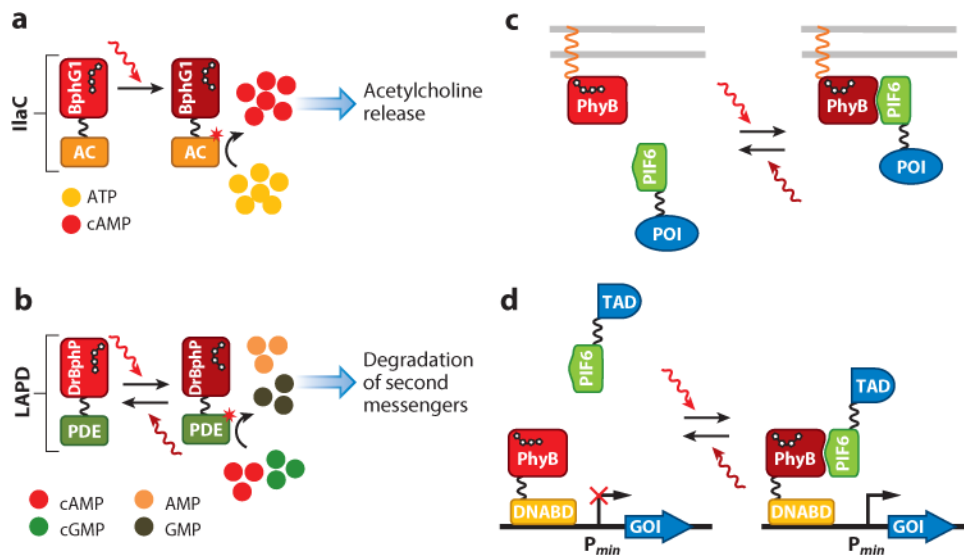 a
IlaC
BphG1
AC
BphG1
AC
Acetylcholine
release
ATP
cAMP
b
LAPD
DrBphP
PDE
DrBphP
PDE
Degradation
of second
messengers
cAMP
AMP
cGMP
GMP
c
PhyB
PIF6
POI
PhyB
PIF6
POI
d
TAD
PIF6
PhyB
DNABD
Pmin
GOI
TAD
PhyB
PIF6
DNABD
Pmin
GOI